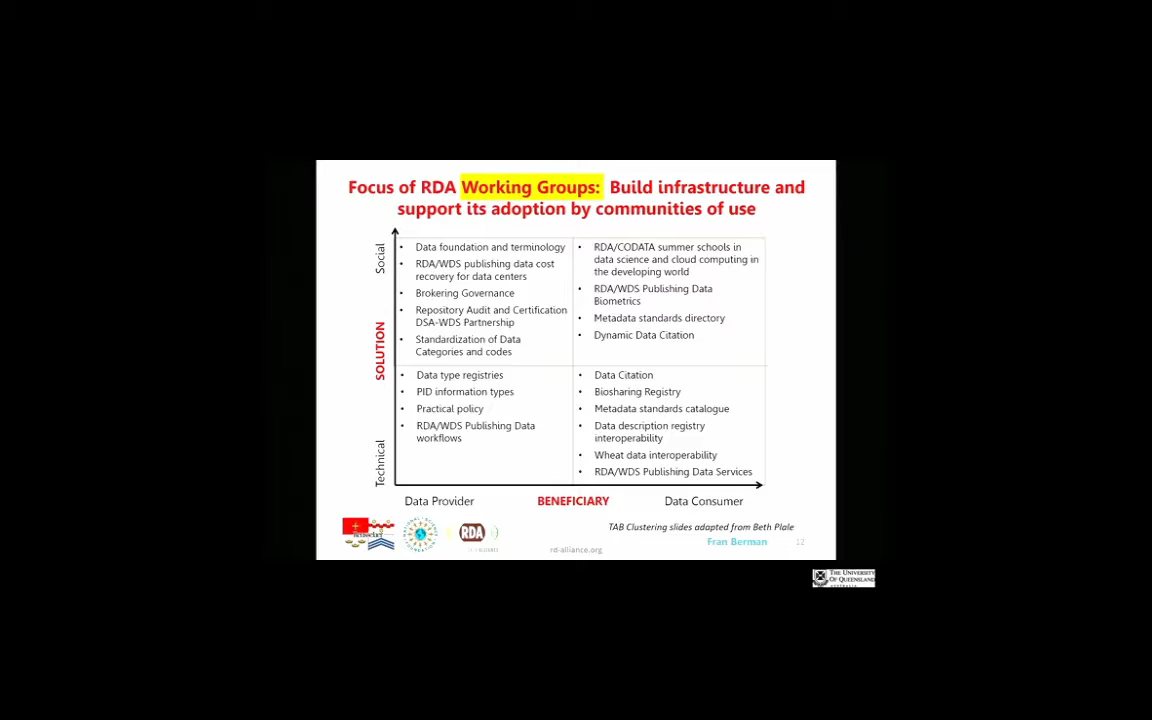 Focus of RDA Working Groups: Build infrastructure and
support its adoption by communities of use
Social
SOLUTION
Technical
• Data foundation and terminology
• RDA/WDS publishing data cost
recovery for data centers
• Brokering Governance
• Repository Audit and Certification
DSA-WDS Partnership
• Standardization of Data
Categories and codes
• RDA/CODATA summer schools in
data science and cloud computing in
the developing world
• RDA/WDS Publishing Data
Biometrics
• Metadata standards directory
• Dynamic Data Citation
• Data type registries
• PID information types
• Practical policy
• RDA/WDS Publishing Data
workflows
• Data Citation
• Biosharing Registry
• Metadata standards catalogue
• Data description registry
interoperability
• Wheat data interoperability
• RDA/WDS Publishing Data Services
Data Provider
BENEFICIARY
Data Consumer
TAB Clustering slides adapted from Beth Plale
Fran Berman
12
RDA
rd-alliance.org
THE UNIVERSITY
OF QUEENSLAND
AUSTRALIA